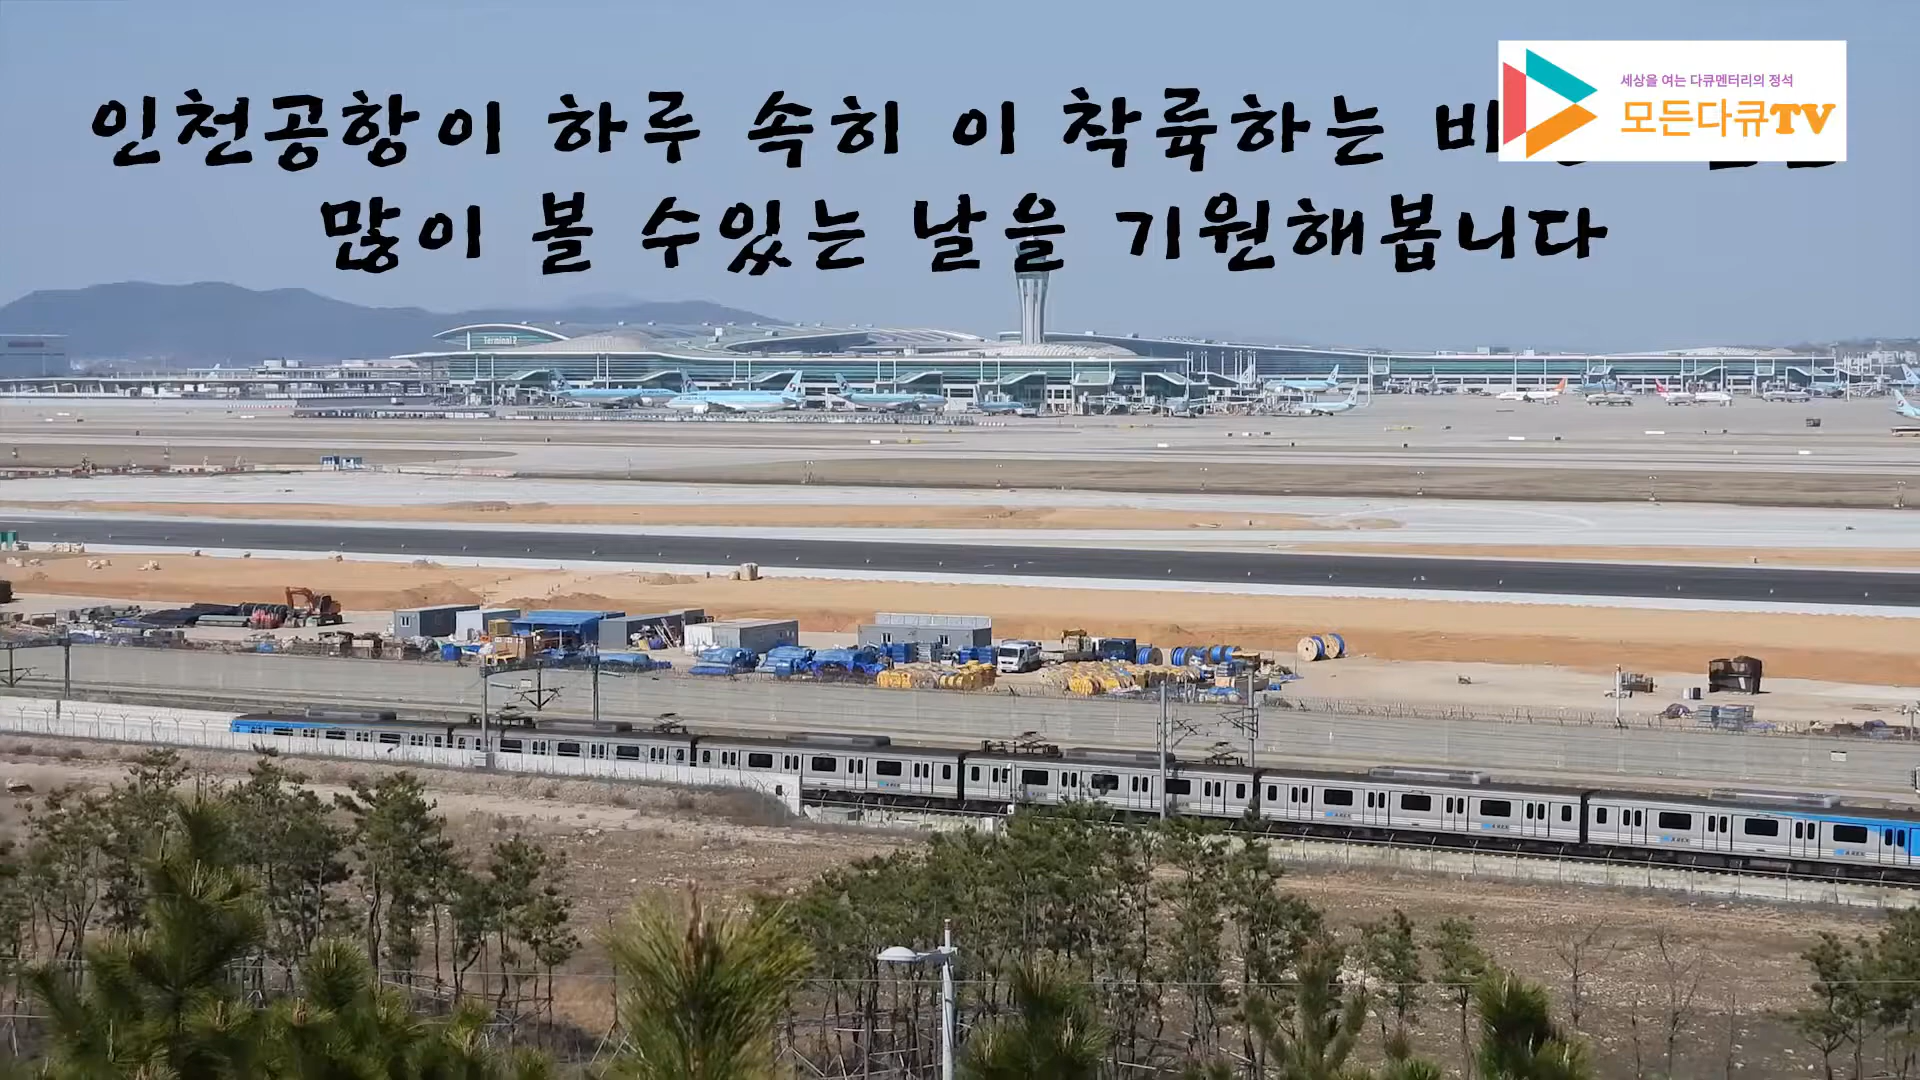 세상을 여는 다큐멘터리의 정석
모든다큐TV
인천공항이 하루 속히 이 착륙하는
많이 볼 수있는 날을 기원해봅니다
Terminal 2